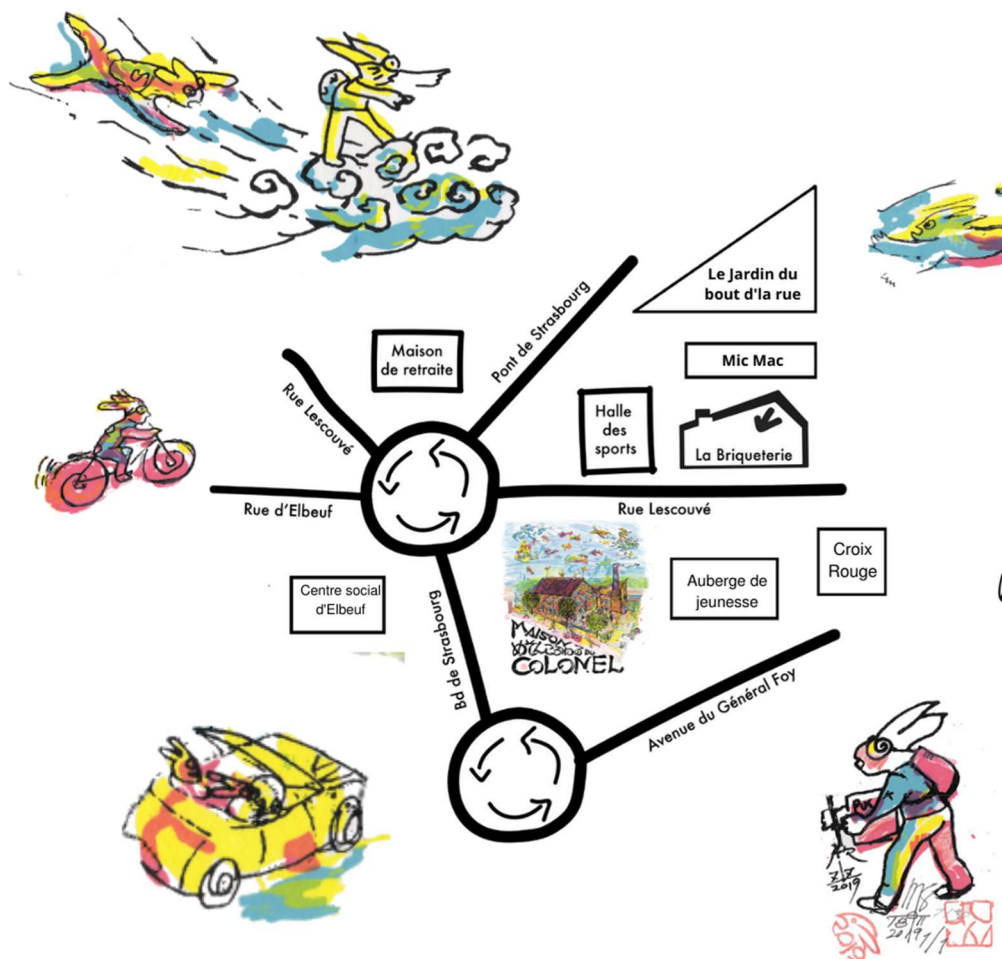 Le Jardin du
bout d'la rue
Pont de Strasbourg
Maison
de retraite
Mic Mac
Rue Lescouvé
Halle
des
sports
La Briqueterie
Rue d'Elbeuf
Rue Lescouvé
Centre social
d'Elbeuf
Bd de Strasbourg
MAISON
COLONEL
Auberge de
jeunesse
Croix
Rouge
Avenue du Général Foy
2019
2019